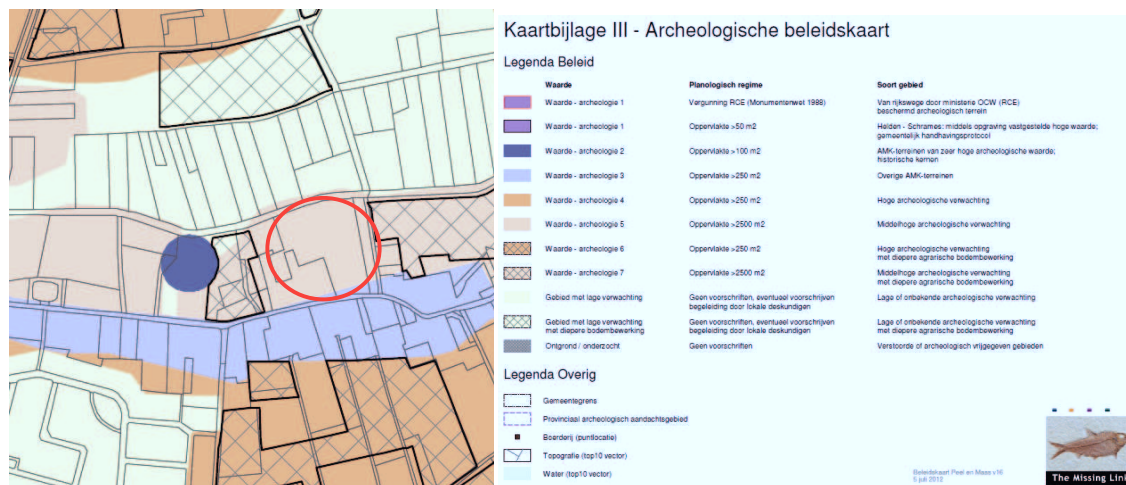 Kaartbijlage III - Archeologische beleidskaart
Legenda Beleid
Waarde Planologisch regime Soort gebied
Waarde - archeologie 1 Vergunning RCE (Monumentenwet 1988) Van rijkswege door ministerie OCW (RCE)
beschermd archeologisch terrein
Waarde - archeologie 1 Oppervlakte >50 m2 Helden - Schrames: middels opgraving vastgestelde hoge waarde;
gemeentelijk handhavingsprotocol
Waarde - archeologie 2 Oppervlakte >100 m2 AMK-terreinen van zeer hoge archeologische waarde;
historische kernen
Waarde - archeologie 3 Oppervlakte >250 m2 Overige AMK-terreinen
Waarde - archeologie 4 Oppervlakte >250 m2 Hoge archeologische verwachting
Waarde - archeologie 5 Oppervlakte >2500 m2 Middelhoge archeologische verwachting
Waarde - archeologie 6 Oppervlakte >250 m2 Hoge archeologische verwachting
met diepere agrarische bodembewerking
Waarde - archeologie 7 Oppervlakte >2500 m2 Middelhoge archeologische verwachting
met diepere agrarische bodembewerking
Gebied met lage verwachting Geen voorschriften, eventueel voorschrijven Lage of onbekende archeologische verwachting
begeleiding door lokale deskundigen
Gebied met lage verwachting Geen voorschriften, eventueel voorschrijven Lage of onbekende archeologische verwachting
met diepere bodembewerking begeleiding door lokale deskundigen met diepere agrarische bodembewerking
Ontgrond / onderzocht Geen voorschriften Verstoorde of archeologisch vrijgegeven gebieden
Legenda Overig
Gemeentegrens
Provinciaal archeologisch aandachtsgebied
Boerderij (puntlocatie)
Topografie (top10 vector)
Water (top10 vector)
Beleidskaart Peel en Maas v16
5 juli 2012
The Missing Link